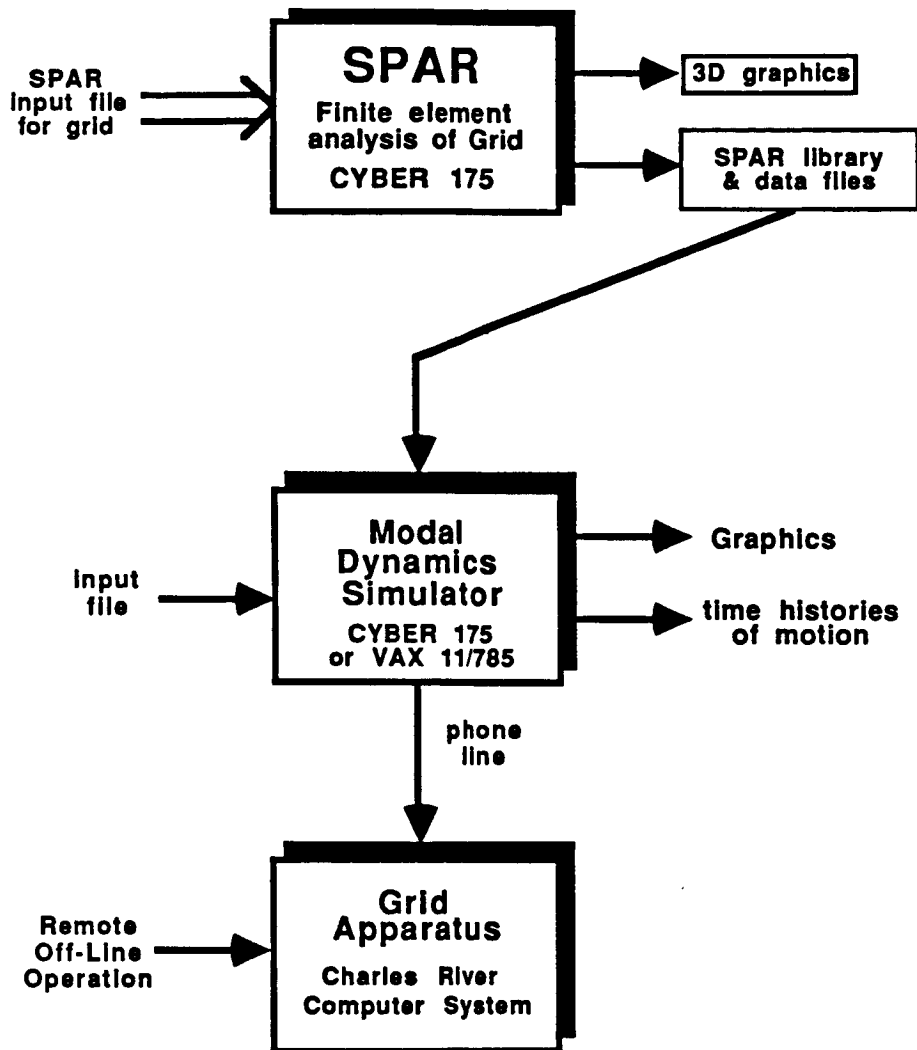 SPAR
input file
for grid
SPAR
Finite element
analysis of Grid
CYBER 175
3D graphics
SPAR library
& data files
input
file
Modal
Dynamics
Simulator
CYBER 175
or VAX 11/785
Graphics
time histories
of motion
phone
line
Remote
Off-Line
Operation
Grid
Apparatus
Charles River
Computer System